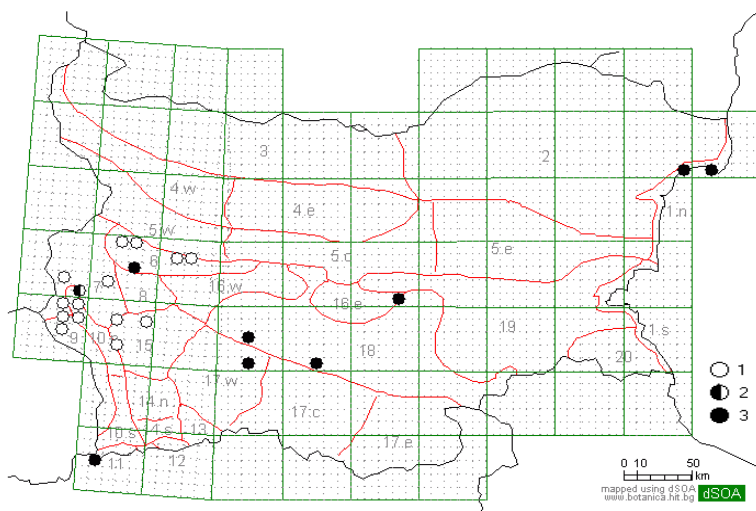 3
2
4.w
4.e
1.n
5.w
5.c
5.e
6
16.w
7
8
16.e
19
1.s
9
10.n
15
18
20
17.w
1
14.n
2
17.c
3
10.s
14.s
13
17.e
11
12
0 10 50
km
mapped using dSOA
www.botanica.hit.bg
dSOA